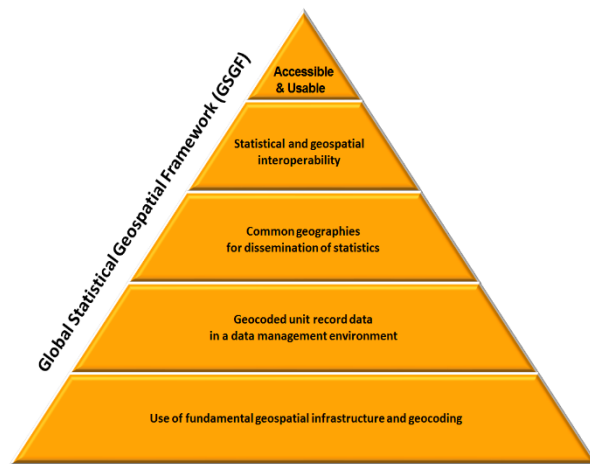 Global Statistical Geospatial Framework (GSGF)
Accessible
& Usable
Statistical and geospatial
interoperability
Common geographies
for dissemination of statistics
Geocoded unit record data
in a data management environment
Use of fundamental geospatial infrastructure and geocoding